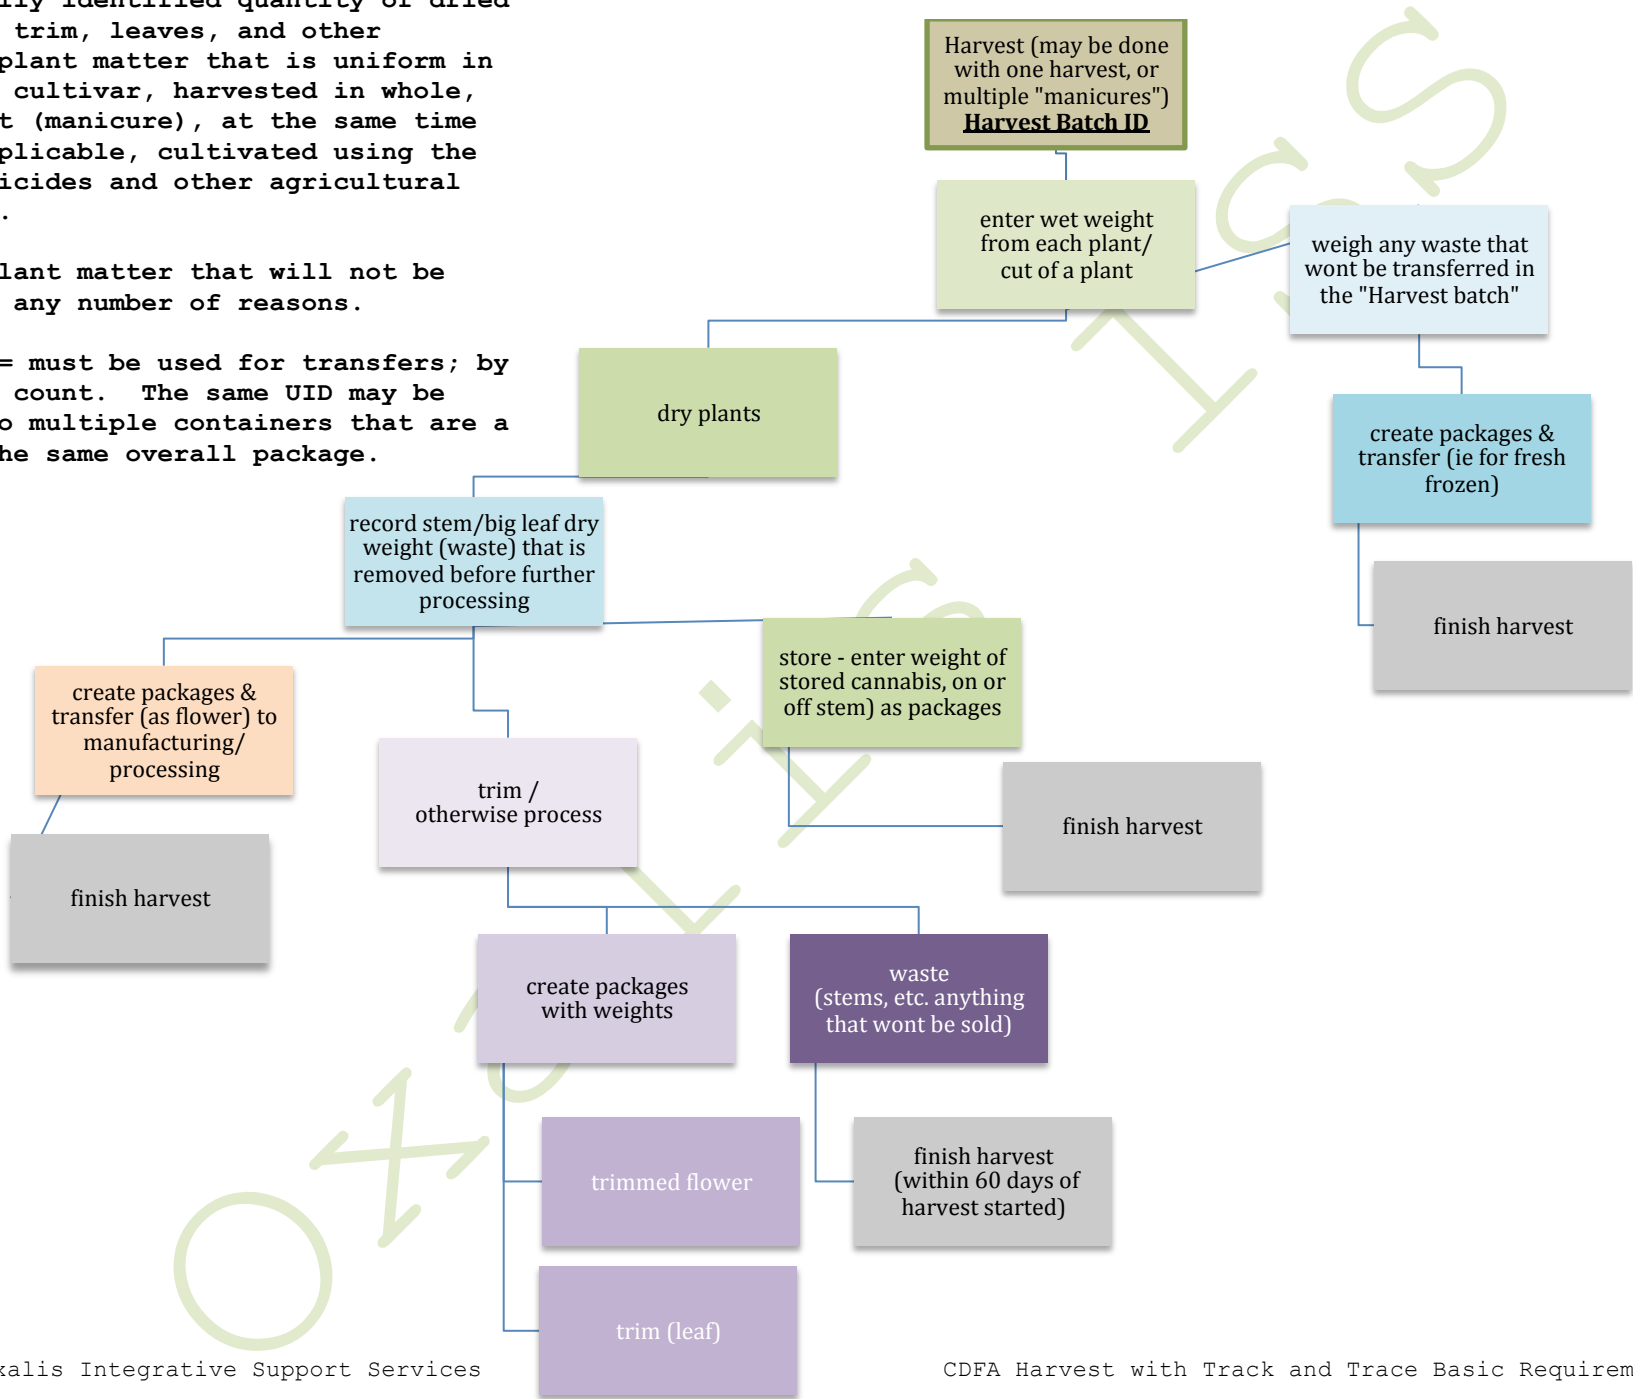 lly identified quantity of dried
trim, leaves, and other
plant matter that is uniform in
cultivar, harvested in whole,
t (manicure), at the same time
plicable, cultivated using the
icides and other agricultural
.
lant matter that will not be
any number of reasons.
= must be used for transfers; by
count.  The same UID may be
o multiple containers that are a
he same overall package.
Harvest (may be done
with one harvest, or
multiple "manicures")
Harvest Batch ID
enter wet weight
from each plant/
cut of a plant
weigh any waste that
wont be transferred in
the "Harvest batch"
dry plants
create packages &
transfer (ie for fresh
frozen)
record stem/big leaf dry
weight (waste) that is
removed before further
processing
finish harvest
store - enter weight of
stored cannabis, on or
off stem) as packages
create packages &
transfer (as flower) to
manufacturing/
processing
trim /
otherwise process
finish harvest
finish harvest
create packages
with weights
waste
(stems, etc. anything
that wont be sold)
trimmed flower
finish harvest
(within 60 days of
harvest started)
trim (leaf)
Oxalis ISS
xalis Integrative Support Services
CDFA Harvest with Track and Trace Basic Requirem